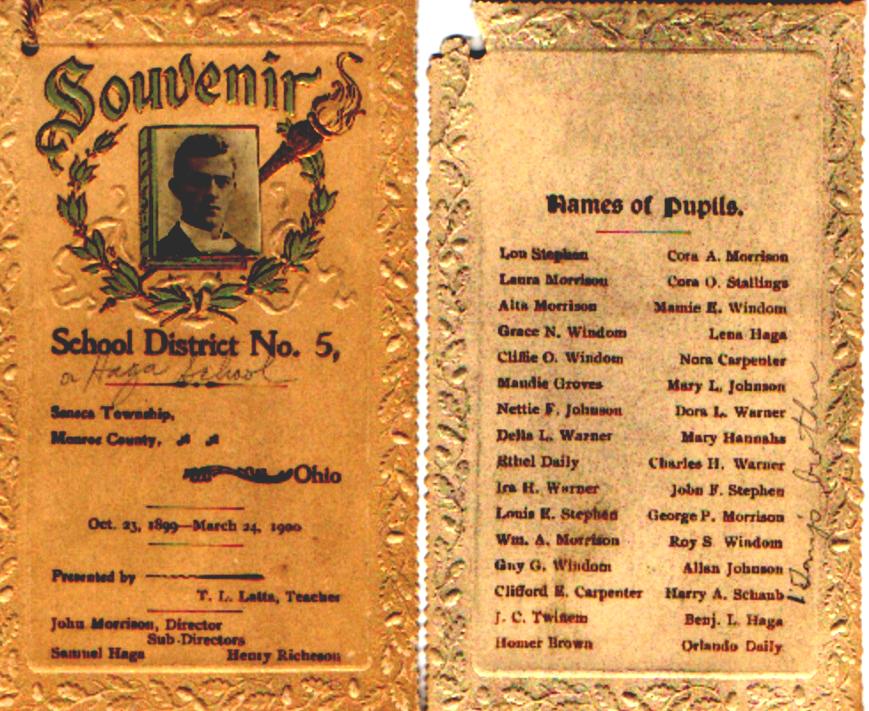 Souvenir
School District No. 5,
or Haga School
Seneca Township,
Monroe County,
Ohio
Oct. 23, 1899—March 24, 1900
Presented by
T. L. Latta, Teacher
John Morrison, Director
Sub-Directors
Samuel Haga Henry Richeson
Names of Pupils.
Lou Stephen Cora A. Morrison
Laura Morrison Cora O. Stallings
Alta Morrison Mamie E. Windom
Grace N. Windom Lena Haga
Cliffie O. Windom Nora Carpenter
Maudie Groves Mary L. Johnson
Nettie F. Johnson Dora L. Warner
Della L. Warner Mary Hannahs
Ethel Daily Charles H. Warner
Ira H. Warner John F. Stephen
Louis E. Stephen George P. Morrison
Wm. A. Morrison Roy S. Windom
Guy G. Windom Allan Johnson
Clifford E. Carpenter Harry A. Schaub
J. C. Twinem Benj. L. Haga
Homer Brown Orlando Daily
brother